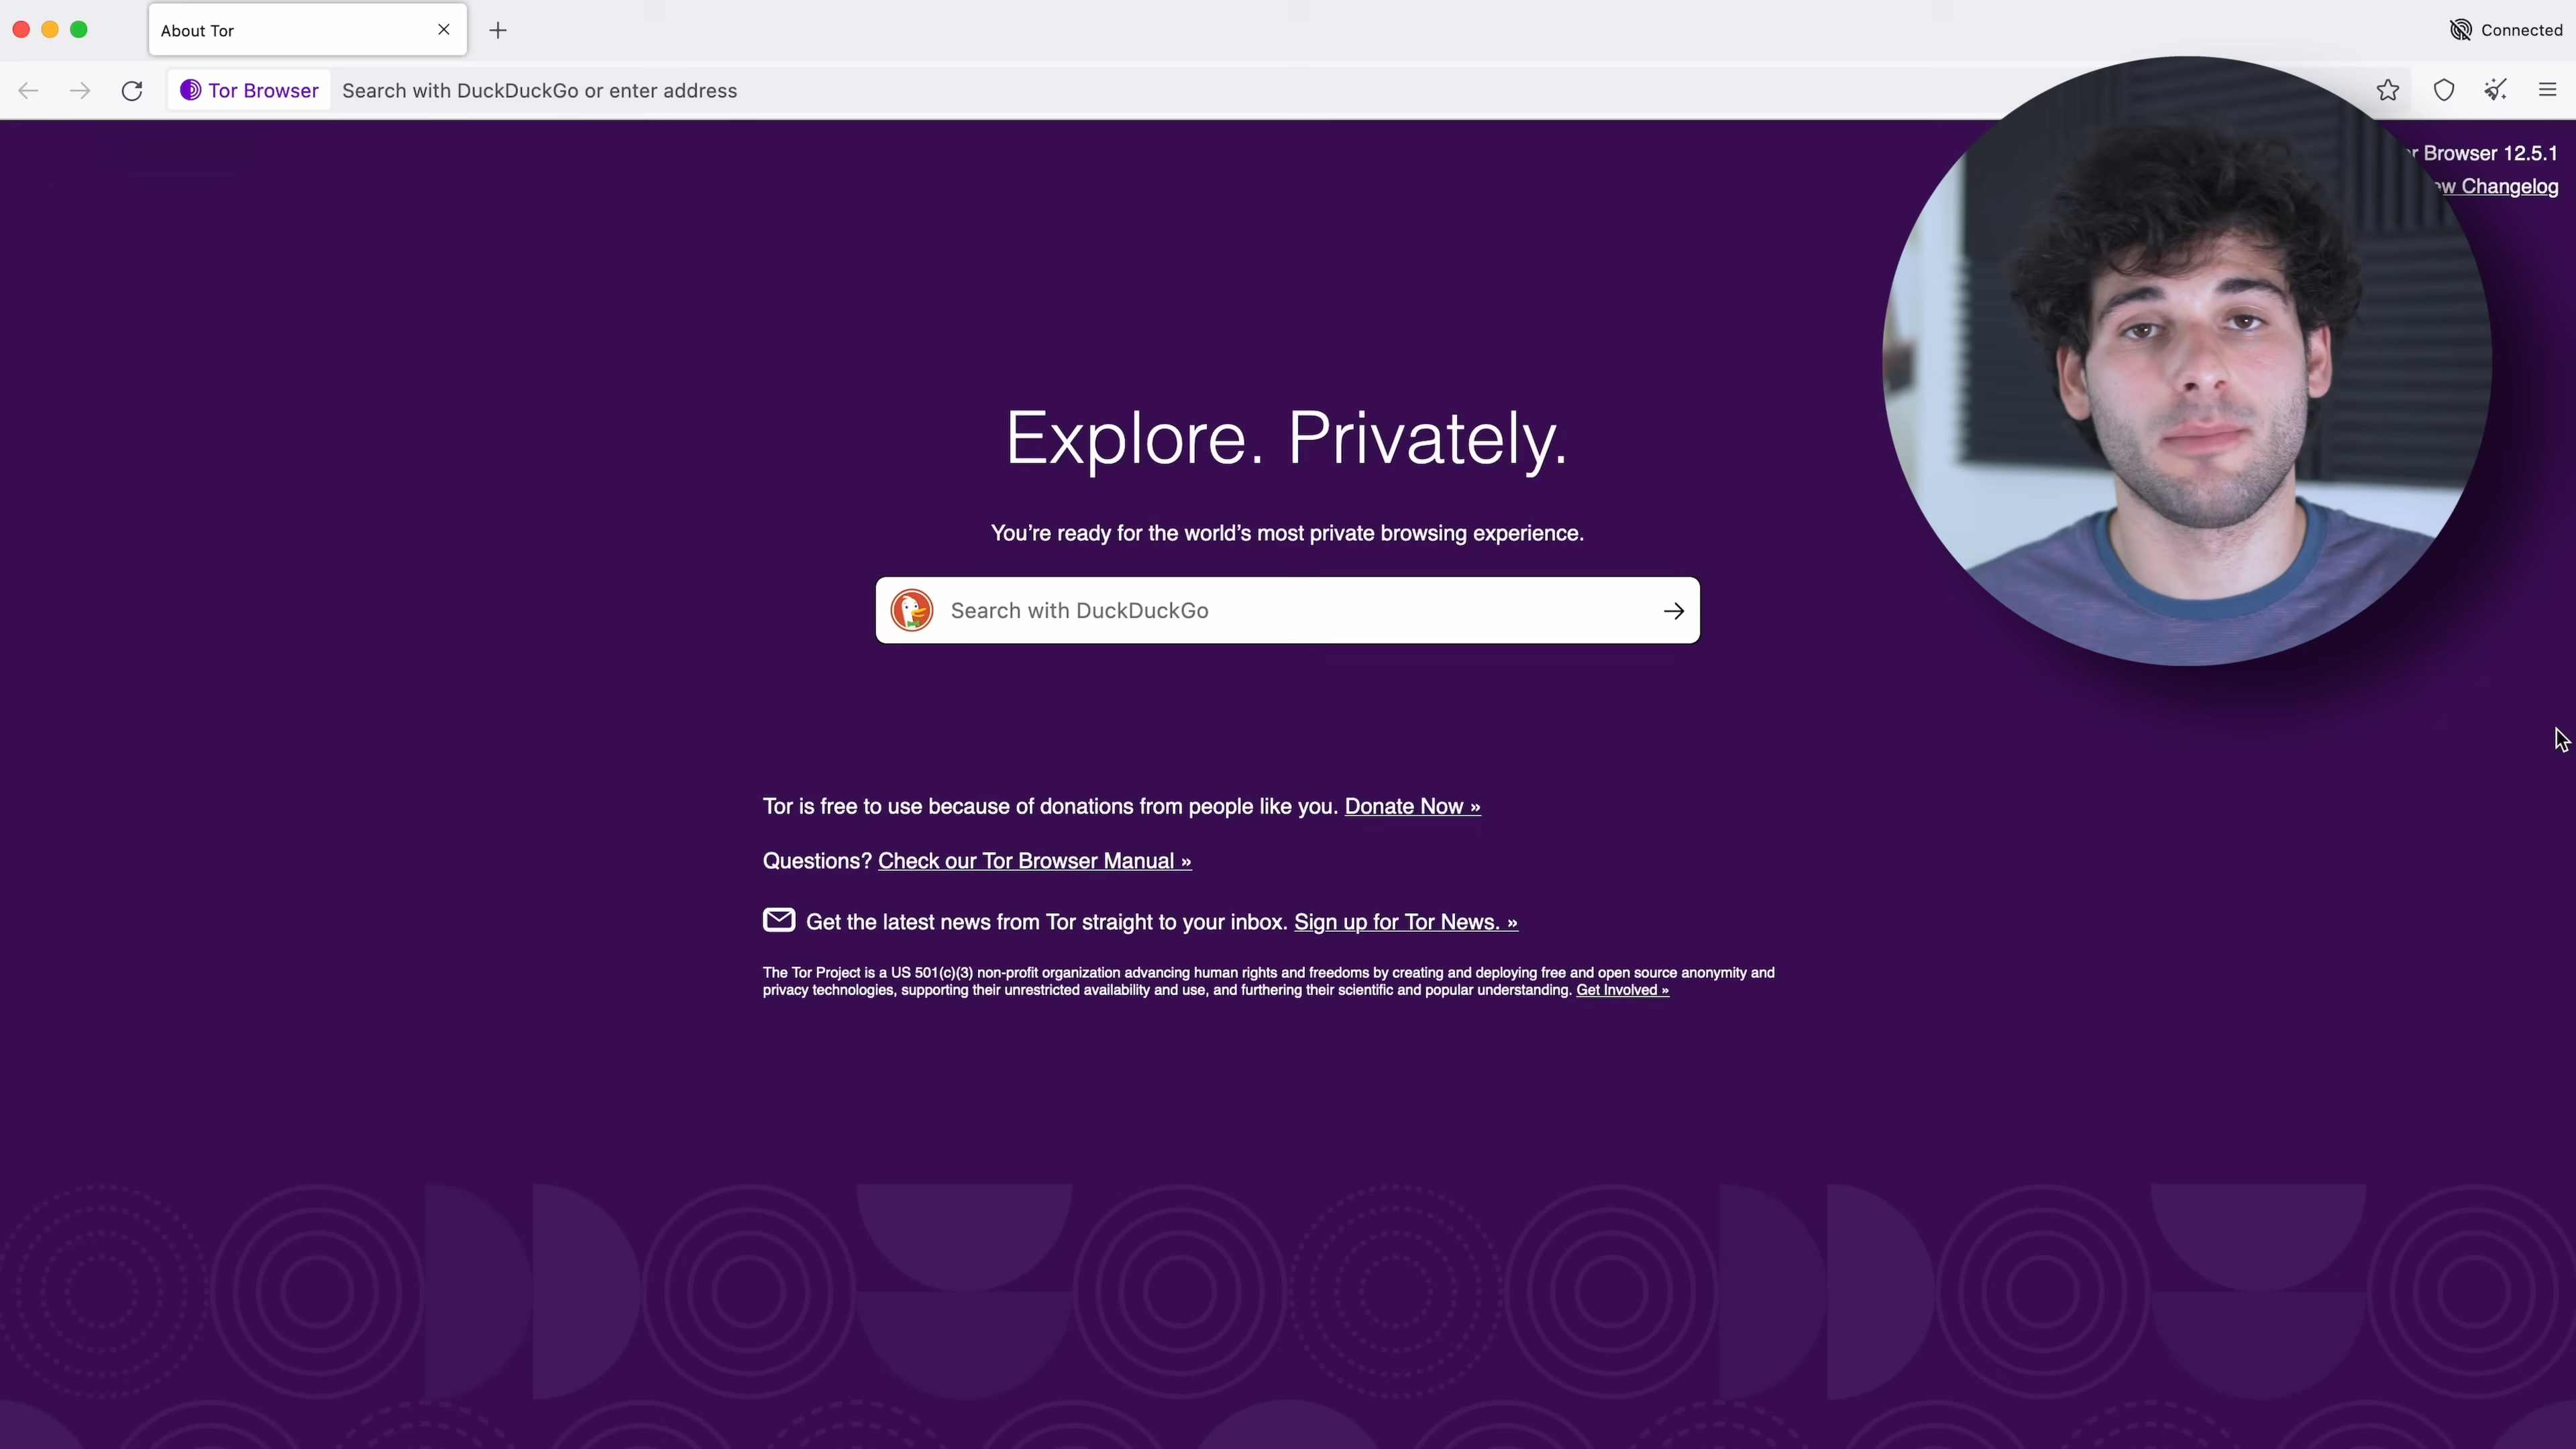 About Tor
Connected
Tor Browser Search with DuckDuckGo or enter address
Browser 12.5.1
Changelog
Explore. Privately.
You’re ready for the world’s most private browsing experience.
Search with DuckDuckGo
Tor is free to use because of donations from people like you. Donate Now »
Questions? Check our Tor Browser Manual »
Get the latest news from Tor straight to your inbox. Sign up for Tor News. »
The Tor Project is a US 501(c)(3) non-profit organization advancing human rights and freedoms by creating and deploying free and open source anonymity and
privacy technologies, supporting their unrestricted availability and use, and furthering their scientific and popular understanding. Get Involved »